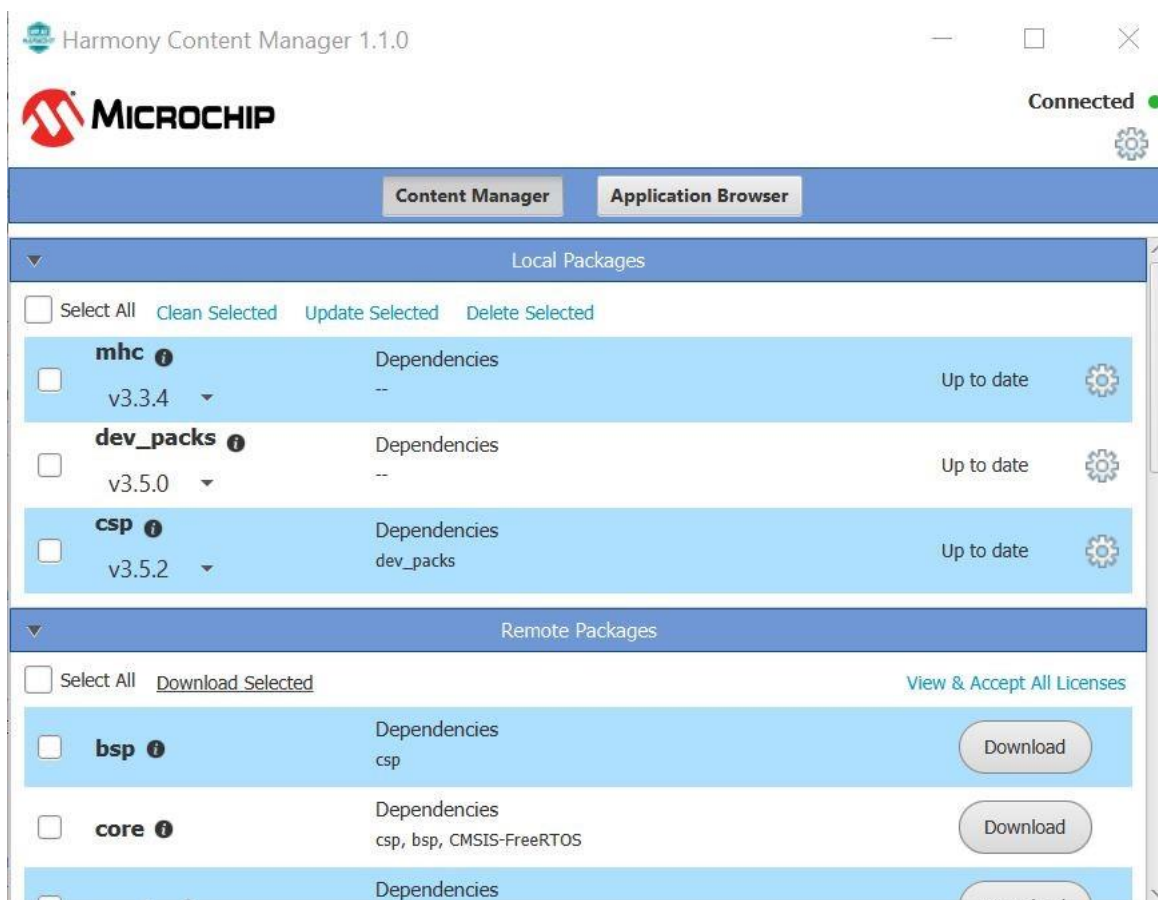 Harmony Content Manager 1.1.0
MICROCHIP
Connected
Content Manager Application Browser
Local Packages
Select All Clean Selected Update Selected Delete Selected
mhc Dependencies
v3.3.4 -- Up to date
dev_packs Dependencies
v3.5.0 -- Up to date
csp Dependencies
v3.5.2 dev_packs Up to date
Remote Packages
Select All Download Selected View & Accept All Licenses
bsp Dependencies
csp Download
core Dependencies
csp, bsp, CMSIS-FreeRTOS Download
Dependencies